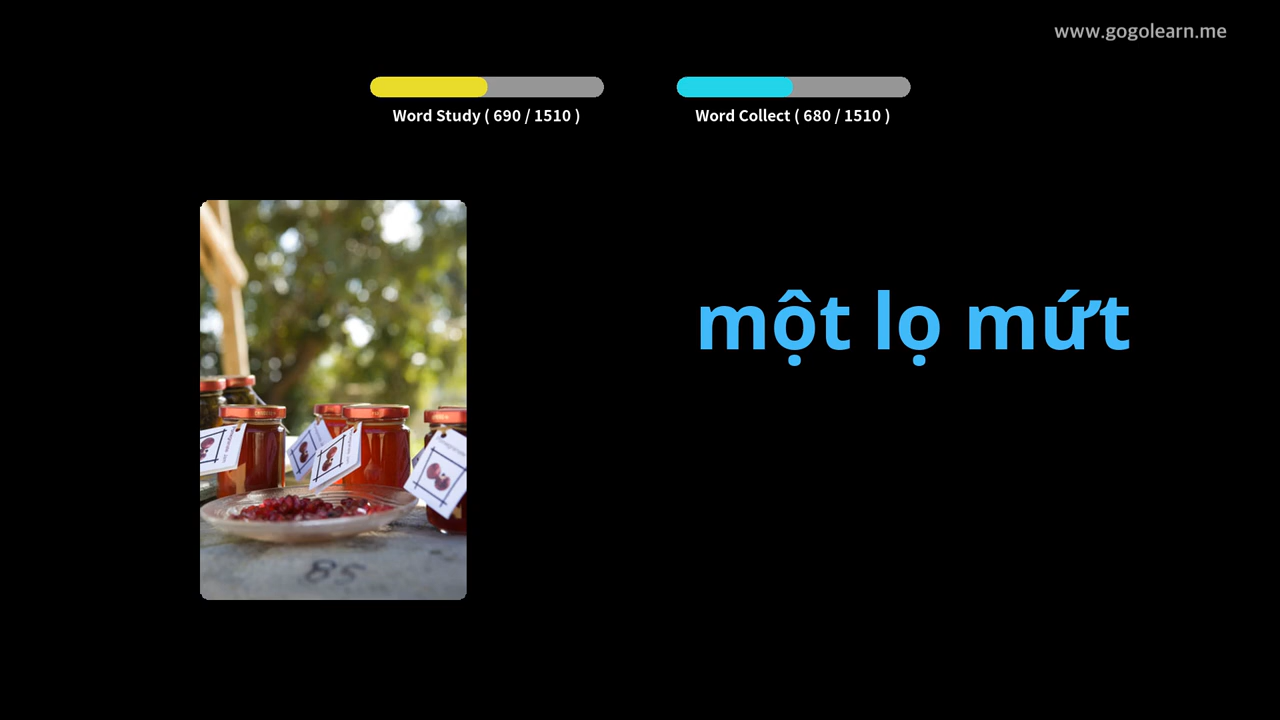 www.gogolearn.me
Word Study ( 690 / 1510 )
Word Collect ( 680 / 1510 )
một lọ mứt
85